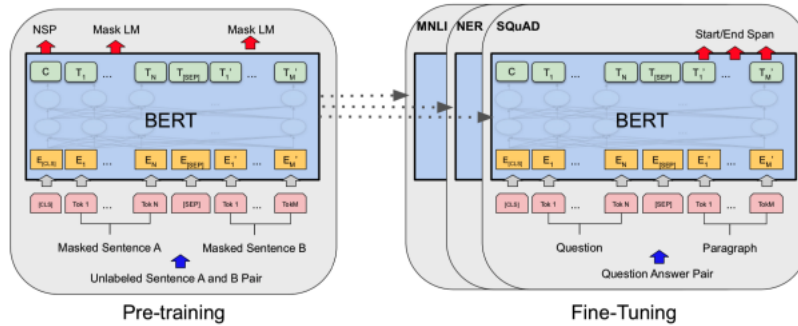 NSP Mask LM Mask LM
C T1 ... TN T[SEP] T1' ... TM'
BERT
E[CLS] E1 ... EN E[SEP] E1' ... EM'
[CLS] Tok 1 ... Tok N [SEP] Tok 1 ... TokM
Masked Sentence A Masked Sentence B
Unlabeled Sentence A and B Pair
Pre-training
MNLI NER SQuAD
Start/End Span
C T1 ... TN T[SEP] T1' ... TM'
BERT
E[CLS] E1 ... EN E[SEP] E1' ... EM'
[CLS] Tok 1 ... Tok N [SEP] Tok 1 ... TokM
Question Paragraph
Question Answer Pair
Fine-Tuning